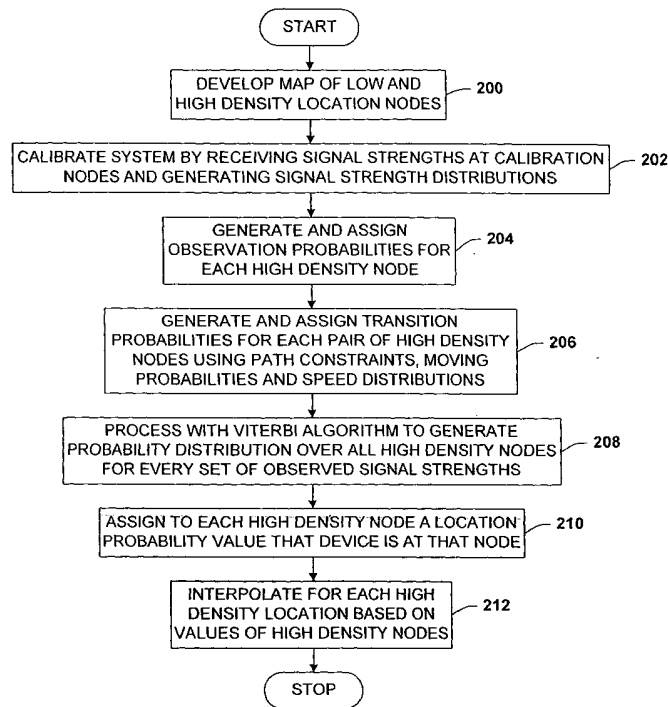 START
DEVELOP MAP OF LOW AND
HIGH DENSITY LOCATION NODES
200
CALIBRATE SYSTEM BY RECEIVING SIGNAL STRENGTHS AT CALIBRATION
NODES AND GENERATING SIGNAL STRENGTH DISTRIBUTIONS
202
GENERATE AND ASSIGN
OBSERVATION PROBABILITIES FOR
EACH HIGH DENSITY NODE
204
GENERATE AND ASSIGN TRANSITION
PROBABILITIES FOR EACH PAIR OF HIGH DENSITY
NODES USING PATH CONSTRAINTS, MOVING
PROBABILITIES AND SPEED DISTRIBUTIONS
206
PROCESS WITH VITERBI ALGORITHM TO GENERATE
PROBABILITY DISTRIBUTION OVER ALL HIGH DENSITY NODES
FOR EVERY SET OF OBSERVED SIGNAL STRENGTHS
208
ASSIGN TO EACH HIGH DENSITY NODE A LOCATION
PROBABILITY VALUE THAT DEVICE IS AT THAT NODE
210
INTERPOLATE FOR EACH HIGH
DENSITY LOCATION BASED ON
VALUES OF HIGH DENSITY NODES
212
STOP